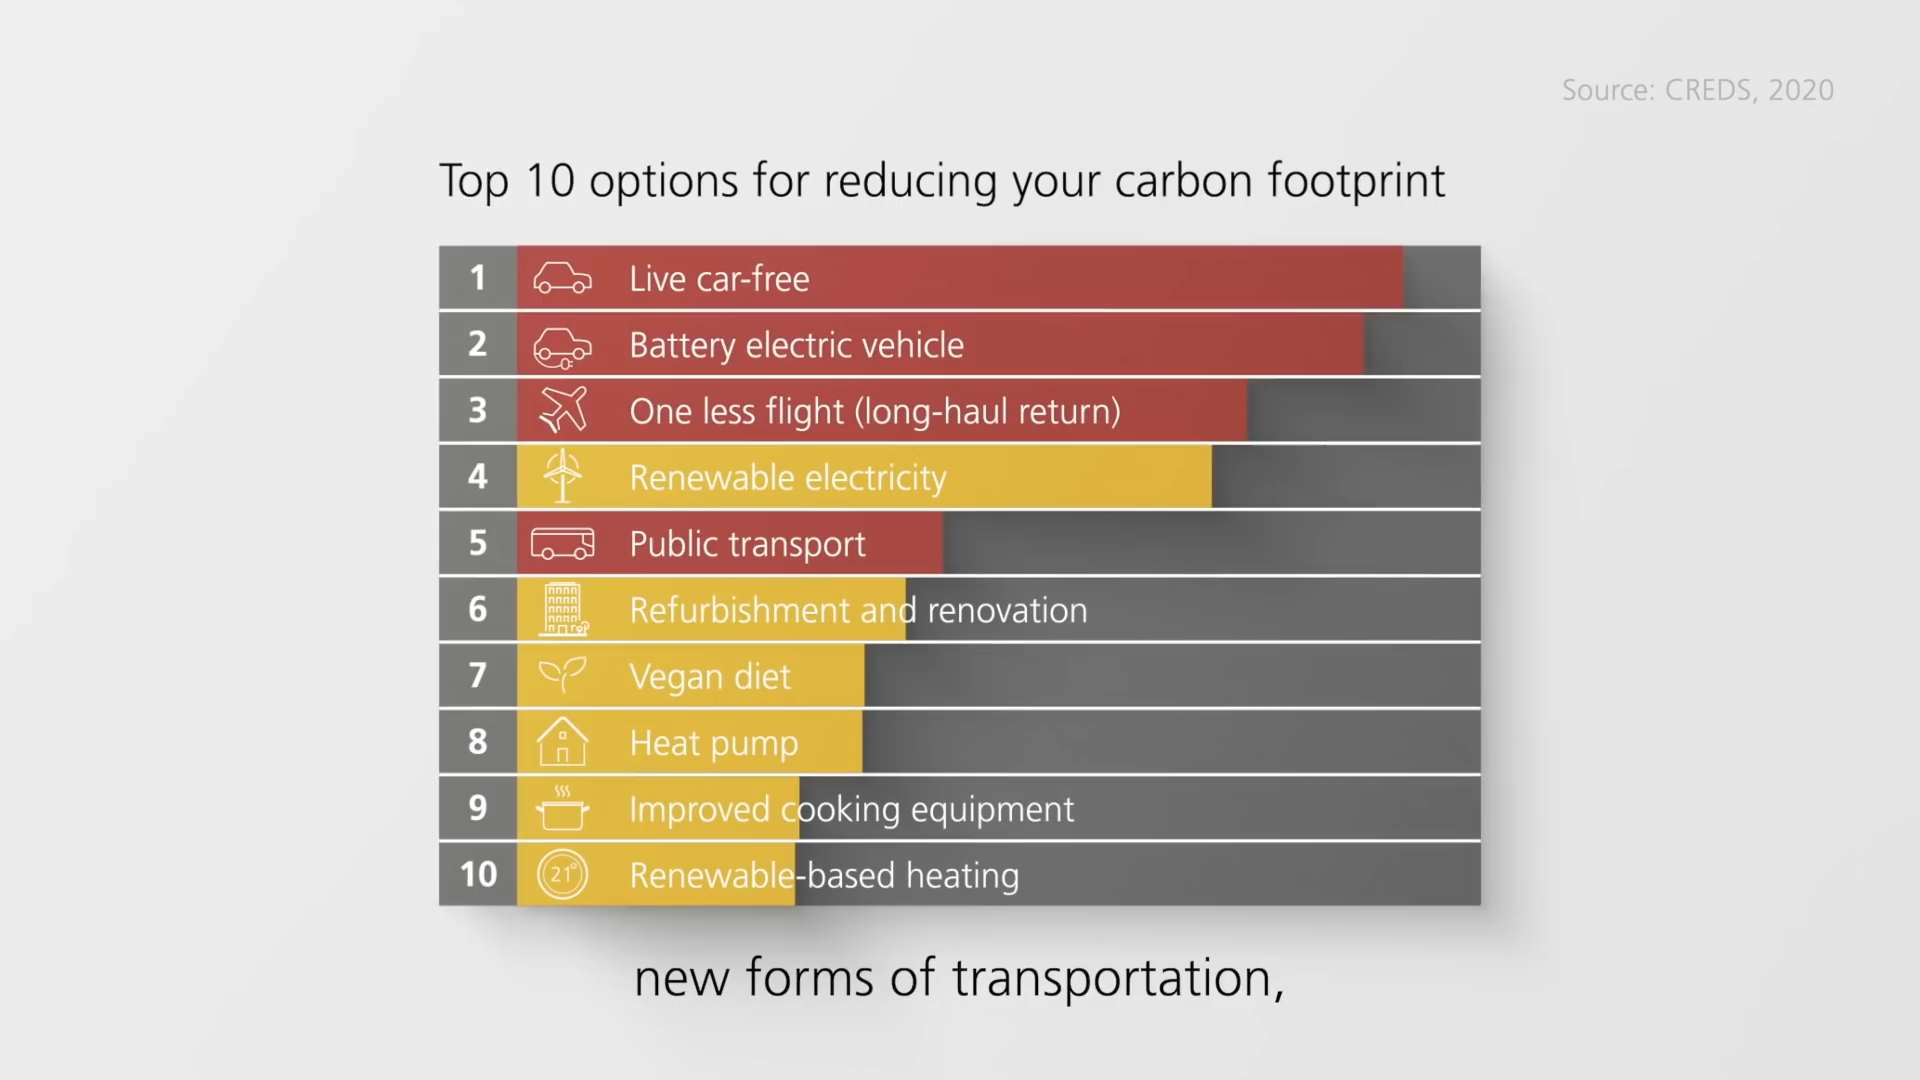 Source: CREDS, 2020
Top 10 options for reducing your carbon footprint
1 Live car-free
2 Battery electric vehicle
3 One less flight (long-haul return)
4 Renewable electricity
5 Public transport
6 Refurbishment and renovation
7 Vegan diet
8 Heat pump
9 Improved cooking equipment
10 21° Renewable-based heating
new forms of transportation,